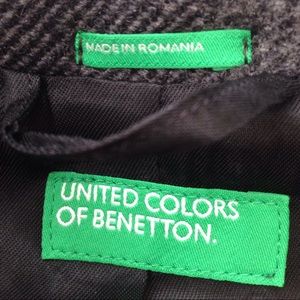 MADE IN ROMANIA
UNITED COLORS
OF BENETTON.